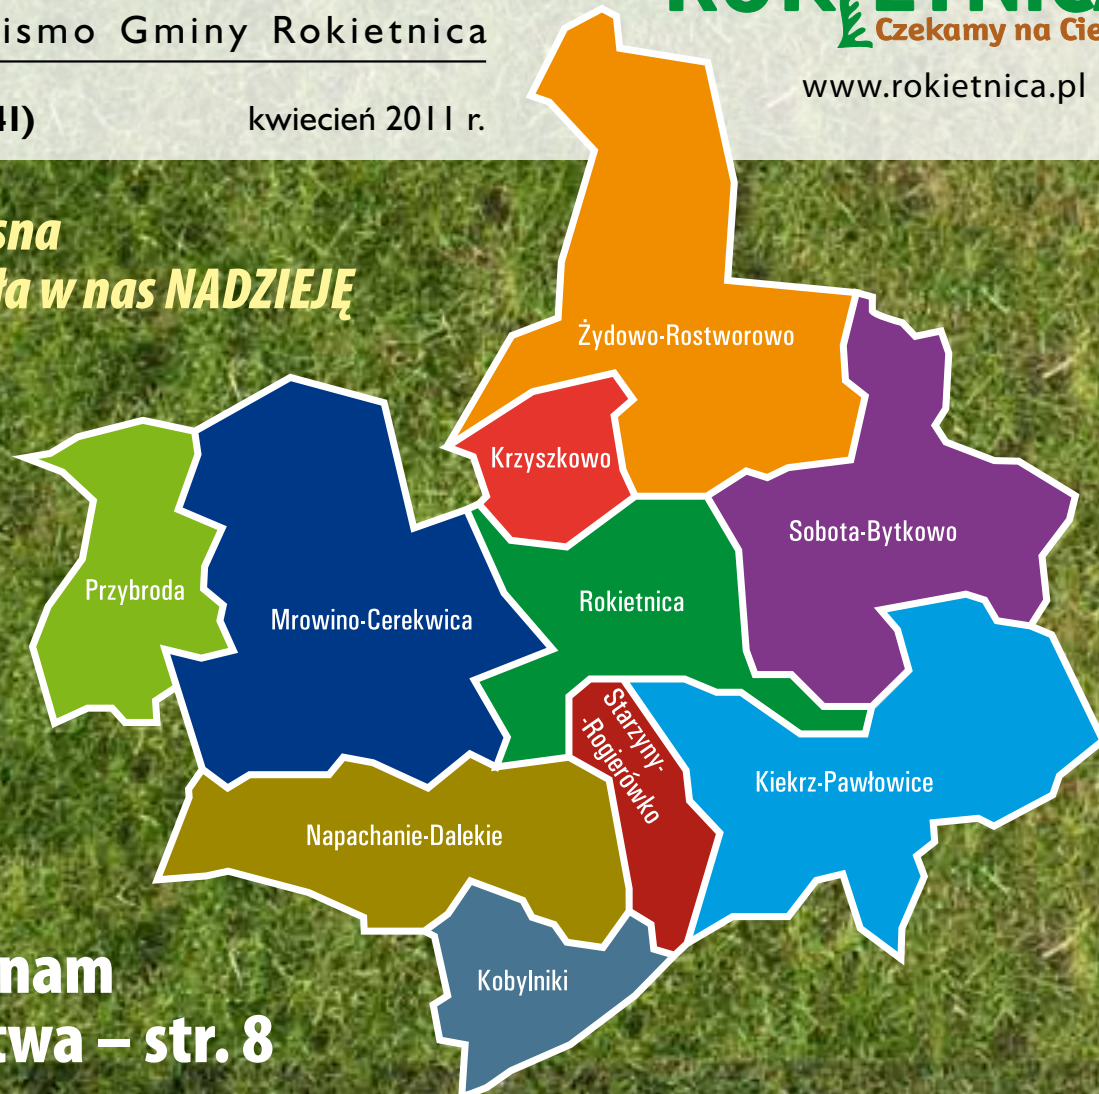 ismo Gminy Rokietnica
Czekamy na Cie
www.rokietnica.pl
4I)
kwiecień 2011 r.
sna
ła w nas NADZIEJĘ
Żydowo-Rostworowo
Krzyszkowo
Sobota-Bytkowo
Przybroda
Mrowino-Cerekwica
Rokietnica
Starzyny-
-Rogierówko
Kiekrz-Pawłowice
Napachanie-Dalekie
Kobylniki
nam
twa – str. 8